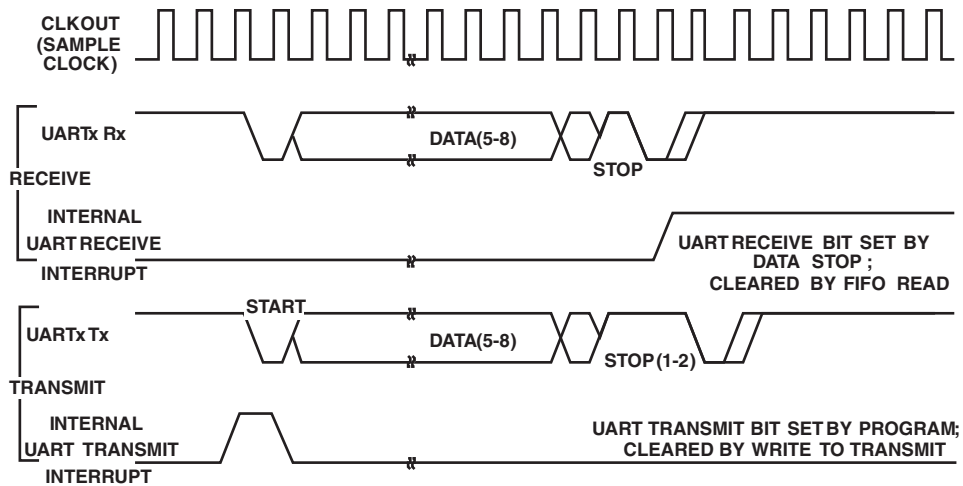 CLKOUT
(SAMPLE
CLOCK)
UARTx Rx
DATA(5-8)
STOP
RECEIVE
INTERNAL
UART RECEIVE
INTERRUPT
UART RECEIVE BIT SET BY
DATA STOP ;
CLEARED BY FIFO READ
START
UARTx Tx
DATA(5-8)
STOP (1-2)
TRANSMIT
INTERNAL
UART TRANSMIT
INTERRUPT
UART TRANSMIT BIT SET BY PROGRAM;
CLEARED BY WRITE TO TRANSMIT